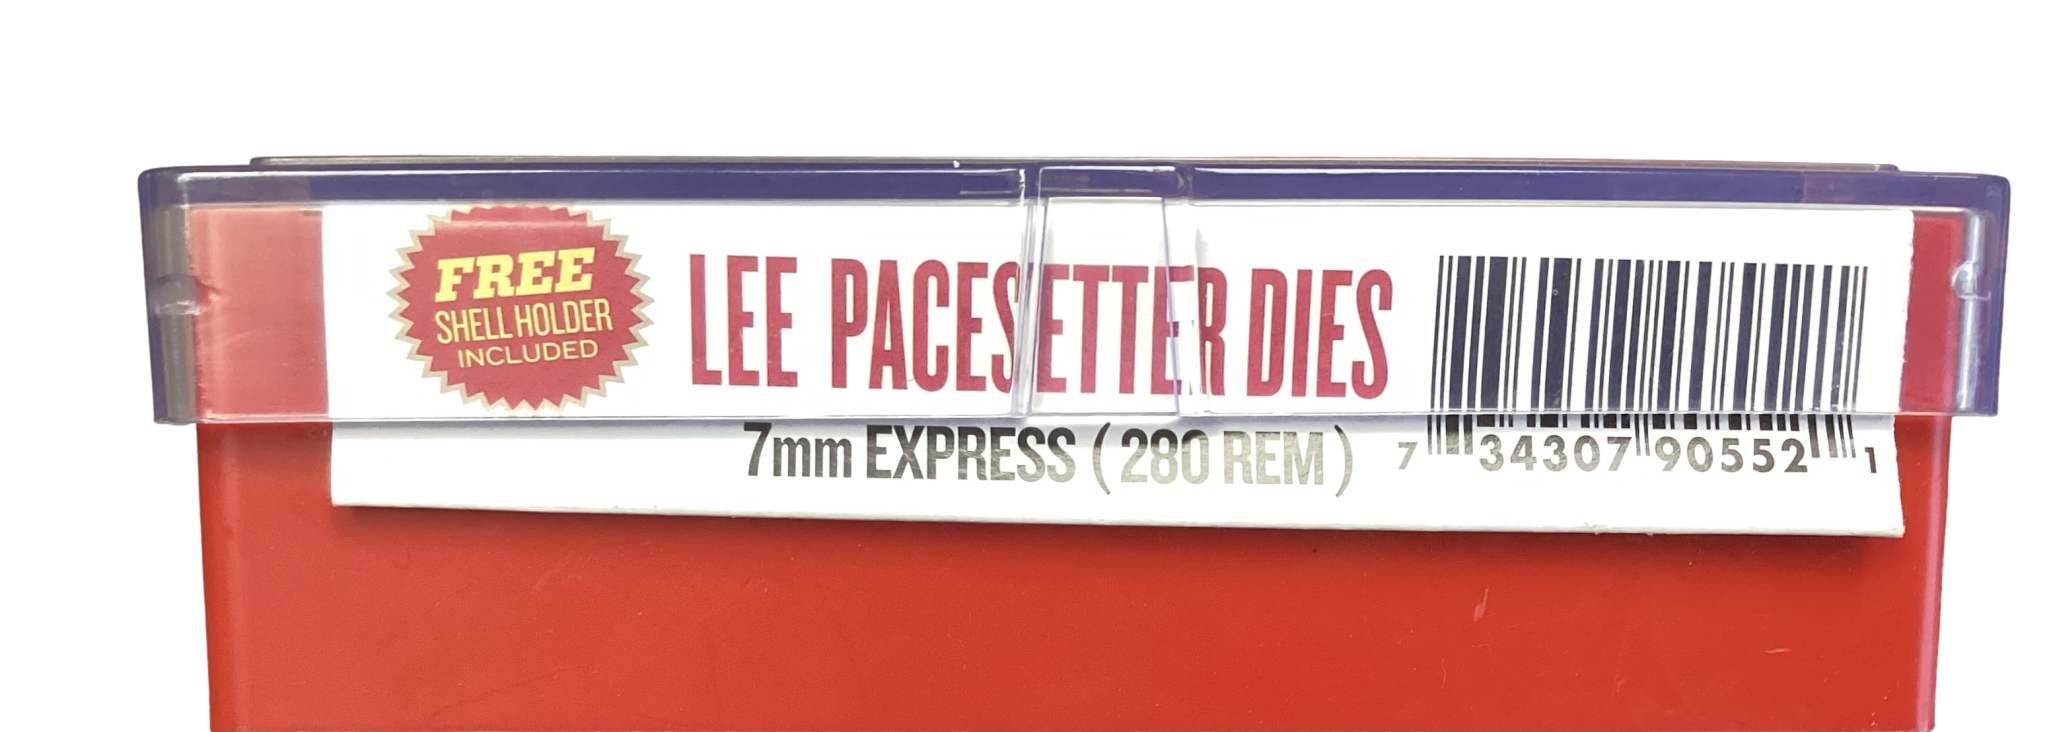 FREE
SHELL HOLDER
INCLUDED
LEE PACESETTER DIES
7mm EXPRESS (280 REM)
7 34307 90552 1